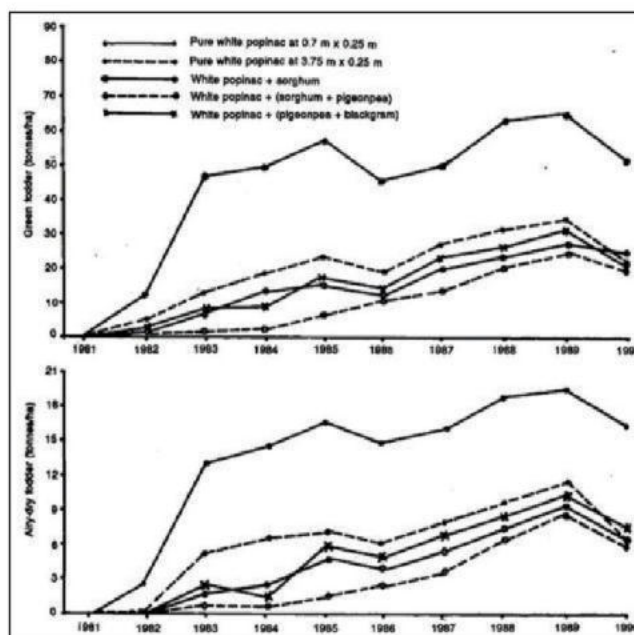 90
80
70
60
50
40
30
20
10
0
Green fodder (tonnes/ha)
Pure white popinac at 0.7 m x 0.25 m
Pure white popinac at 3.75 m x 0.25 m
White popinac + sorghum
White popinac + (sorghum + pigeonpea)
White popinac + (pigeonpea + blackgram)
1981 1982 1983 1984 1985 1986 1987 1988 1989 199
21
18
15
12
9
6
3
0
Airy-dry fodder (tonnes/ha)
1981 1982 1983 1984 1985 1986 1987 1988 1989 199